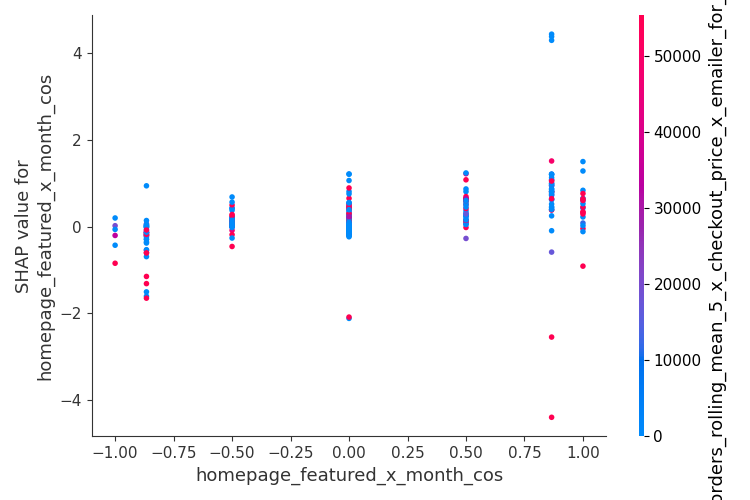 4
2
0
−2
−4
SHAP value for
homepage_featured_x_month_cos
−1.00 −0.75 −0.50 −0.25 0.00 0.25 0.50 0.75 1.00
homepage_featured_x_month_cos
50000
40000
30000
20000
10000
0
orders_rolling_mean_5_x_checkout_price_x_emailer_for_